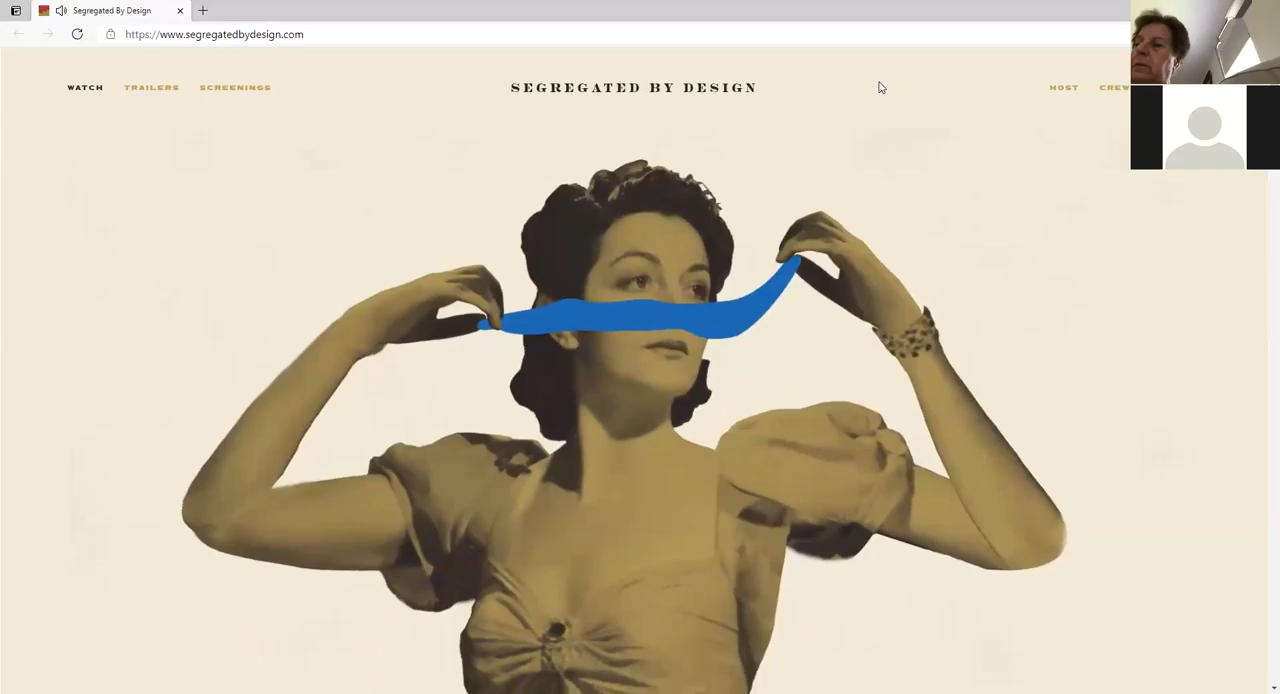 Segregated By Design
https://www.segregatedbydesign.com
WATCH TRAILERS SCREENINGS SEGREGATED BY DESIGN HOST CREW